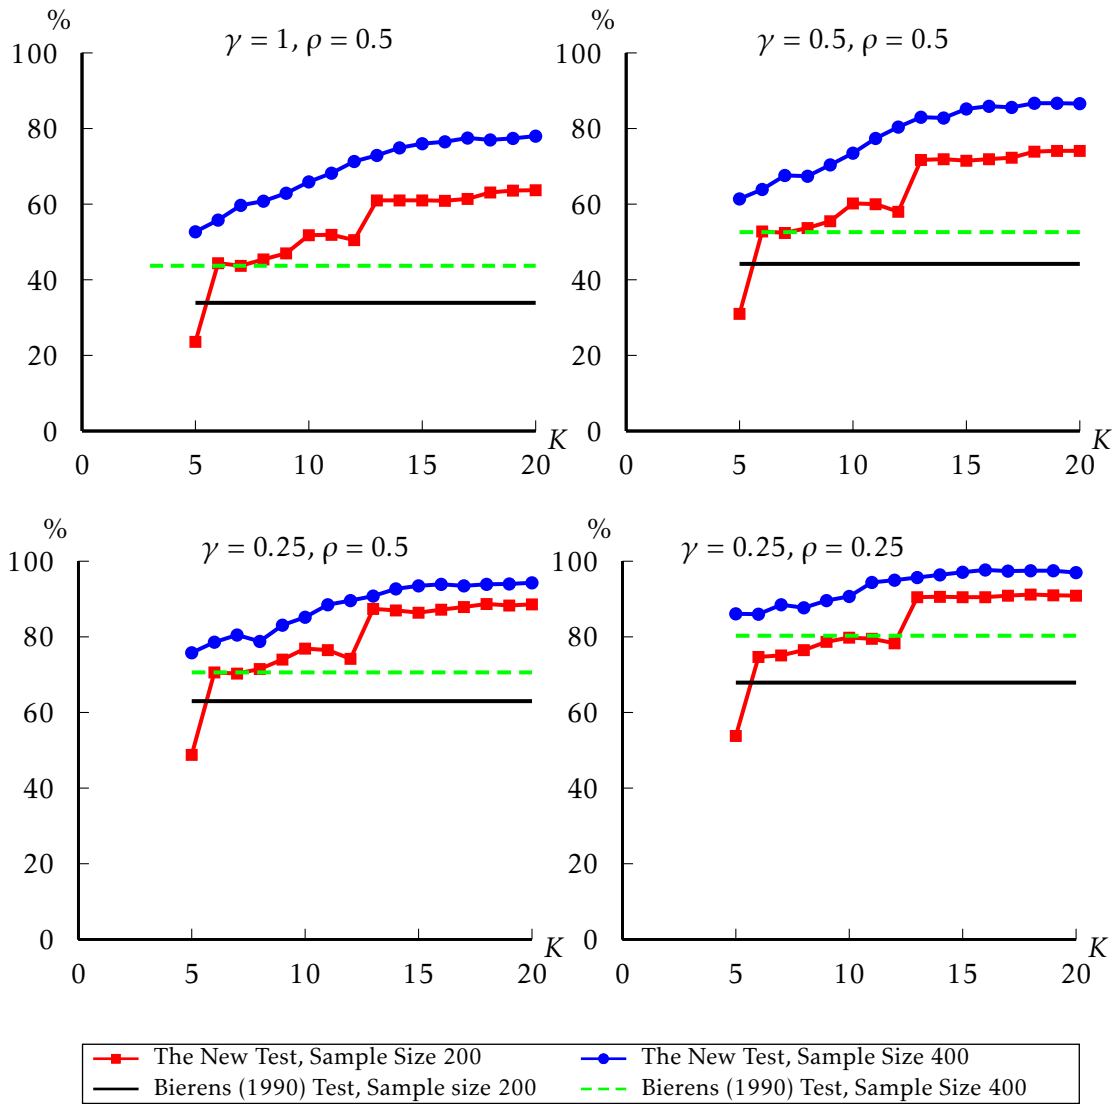 %
γ = 1, ρ = 0.5
100
80
60
40
20
0
K
0 5 10 15 20
%
γ = 0.5, ρ = 0.5
100
80
60
40
20
0
K
0 5 10 15 20
%
γ = 0.25, ρ = 0.5
100
80
60
40
20
0
K
0 5 10 15 20
%
γ = 0.25, ρ = 0.25
100
80
60
40
20
0
K
0 5 10 15 20
The New Test, Sample Size 200
The New Test, Sample Size 400
Bierens (1990) Test, Sample size 200
Bierens (1990) Test, Sample Size 400